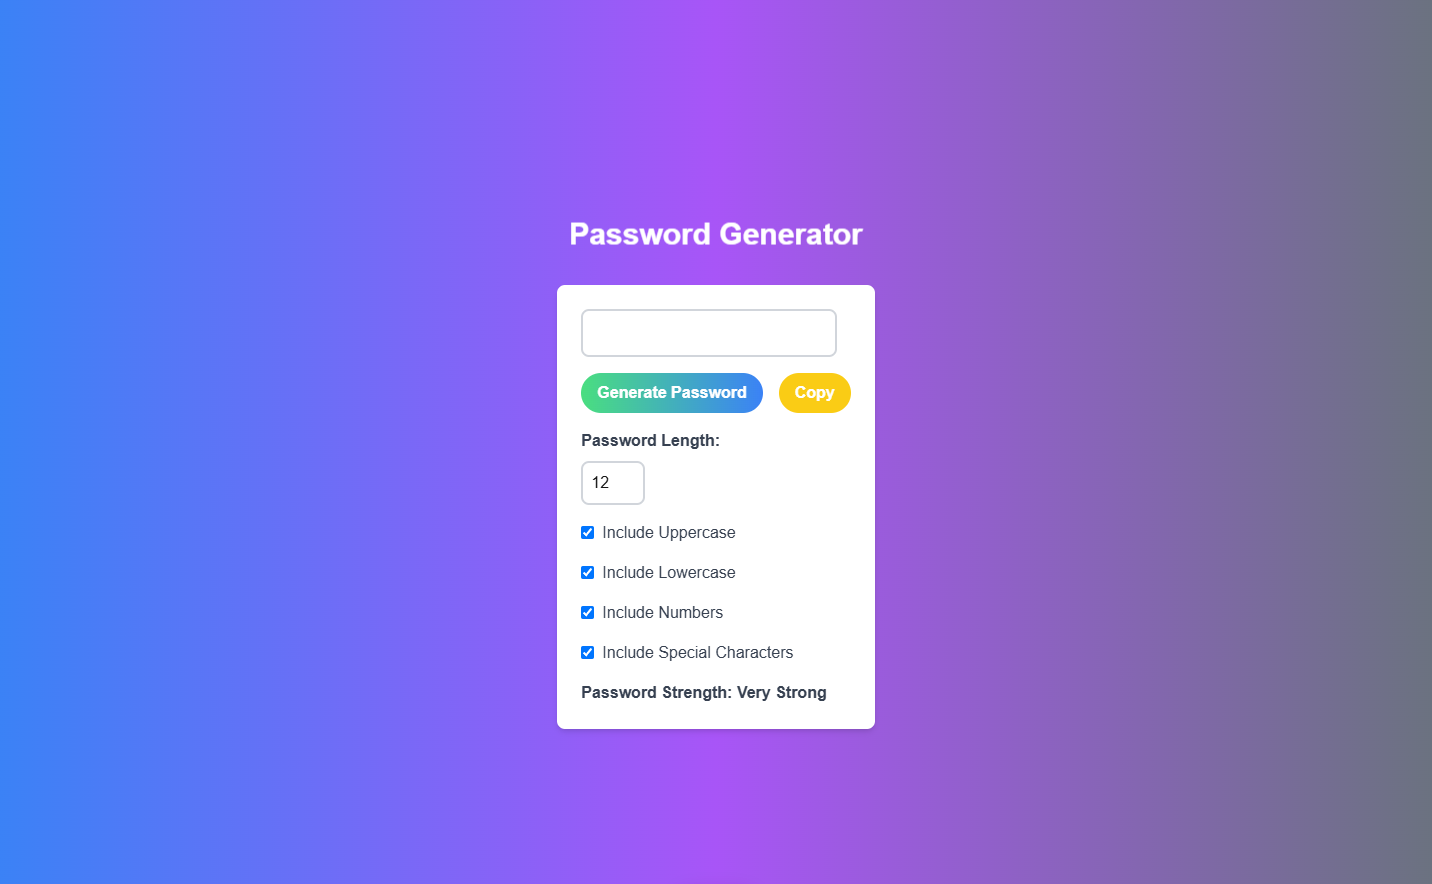 Password Generator
Generate Password
Copy
Password Length:
12
Include Uppercase
Include Lowercase
Include Numbers
Include Special Characters
Password Strength: Very Strong